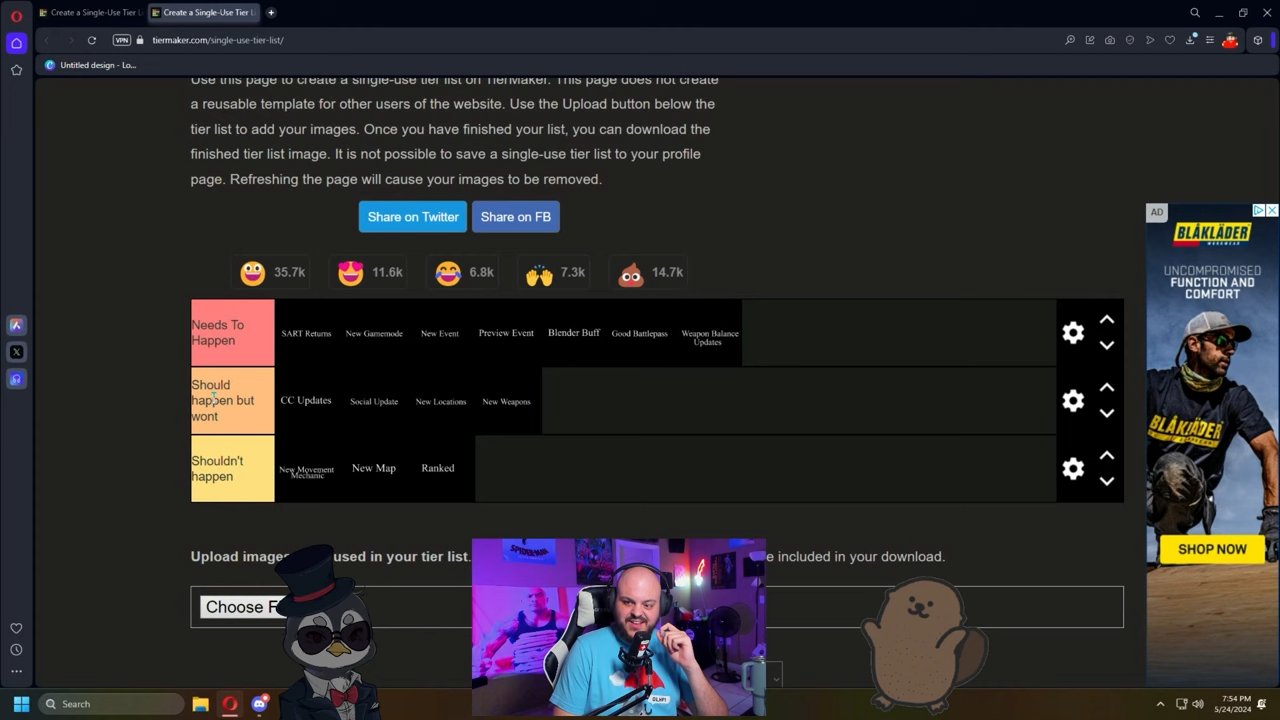 Create a Single-Use Tier Li
Create a Single-Use Tier Li
VPN
tiermaker.com/single-use-tier-list/
Untitled design - Lo...
Use this page to create a single-use tier list on TierMaker. This page does not create
a reusable template for other users of the website. Use the Upload button below the
tier list to add your images. Once you have finished your list, you can download the
finished tier list image. It is not possible to save a single-use tier list to your profile
page. Refreshing the page will cause your images to be removed.
Share on Twitter
Share on FB
35.7k
11.6k
6.8k
7.3k
14.7k
Needs To
Happen
SART Returns
New Gamemode
New Event
Preview Event
Blender Buff
Good Battlepass
Weapon Balance
Updates
Should
happen but
wont
CC Updates
Social Update
New Locations
New Weapons
Shouldn't
happen
New Movement
Mechanic
New Map
Ranked
AD
BLÅKLÄDER
WORKWEAR
UNCOMPROMISED
FUNCTION AND
COMFORT
BLÅKLÄDER
SHOP NOW
Upload images used in your tier list. e included in your download.
Choose F
SPIDER-MAN
OLHP!
Search
7:54 PM
5/24/2024